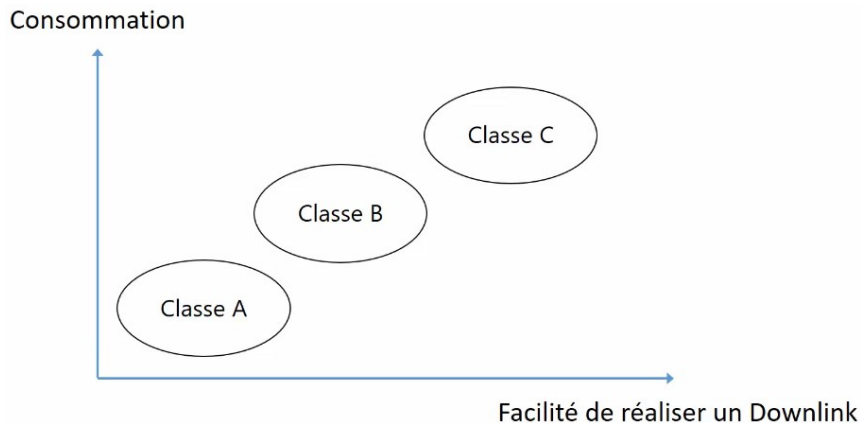 Consommation
Classe C
Classe B
Classe A
Facilité de réaliser un Downlink